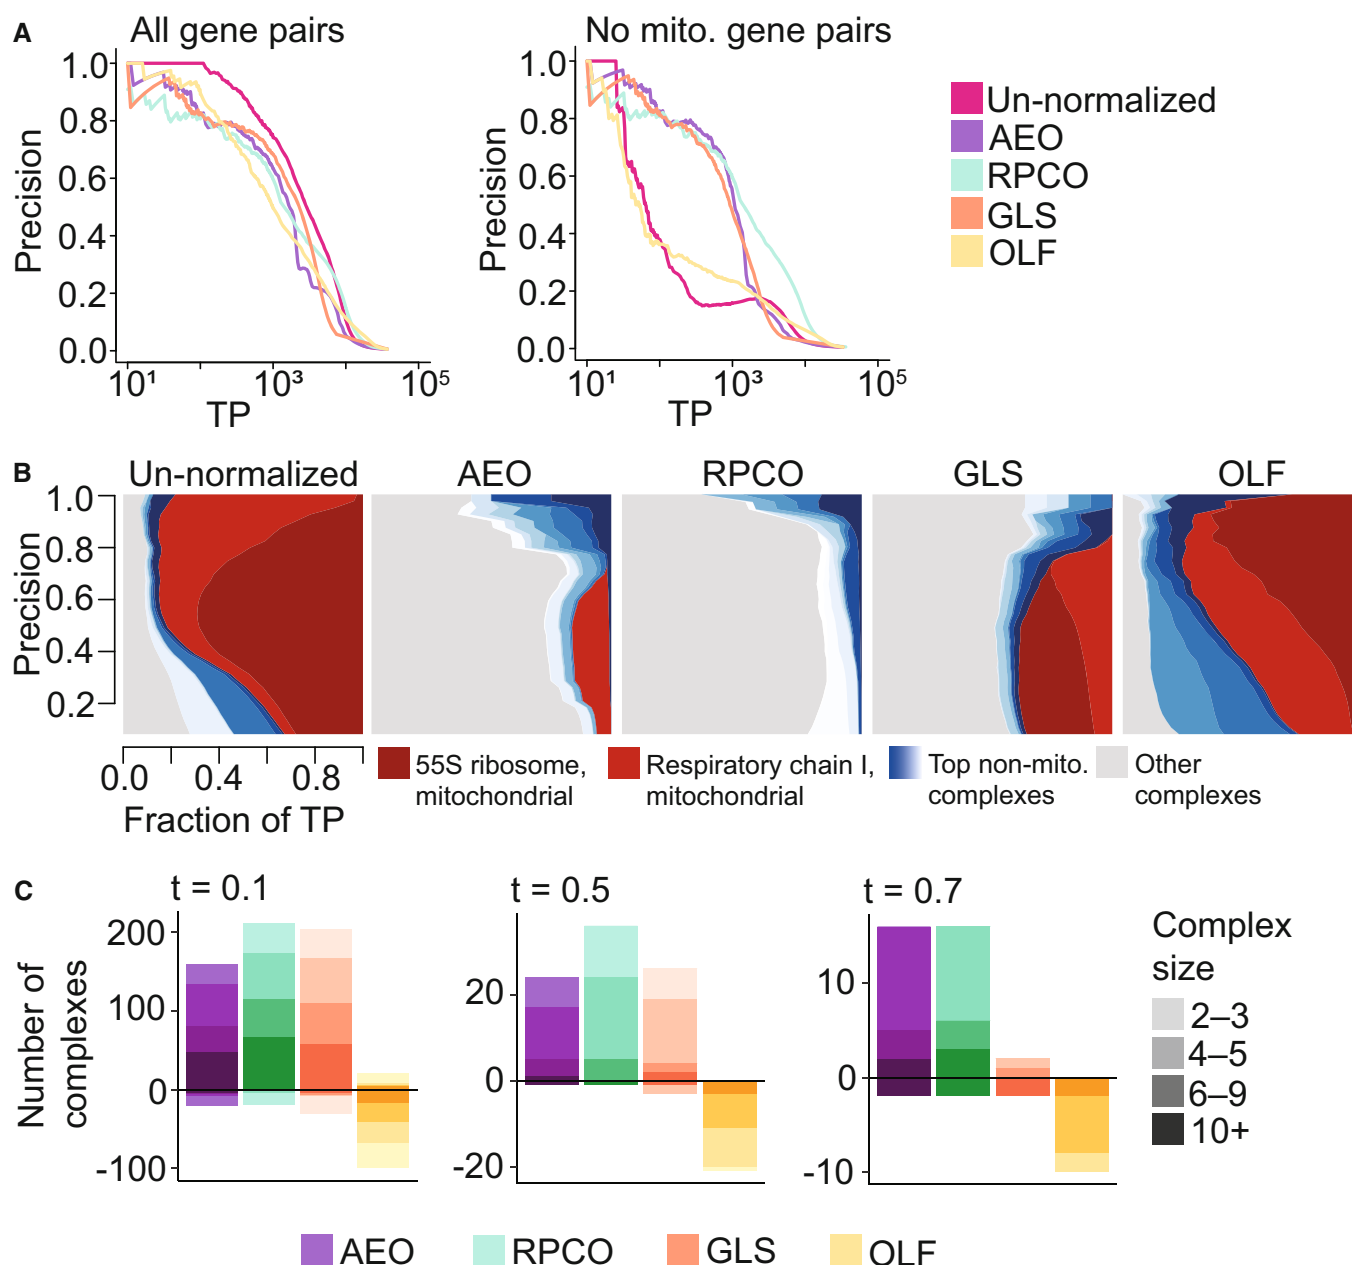 A
All gene pairs
No mito. gene pairs
1.0
0.8
0.6
0.4
0.2
0.0
Precision
10¹
10³
10⁵
TP
1.0
0.8
0.6
0.4
0.2
0.0
Precision
10¹
10³
10⁵
TP
Un-normalized
AEO
RPCO
GLS
OLF
B
Un-normalized
AEO
RPCO
GLS
OLF
1.0
0.8
0.6
0.4
0.2
Precision
0.0
0.4
0.8
Fraction of TP
55S ribosome,
mitochondrial
Respiratory chain I,
mitochondrial
Top non-mito.
complexes
Other
complexes
C
t = 0.1
t = 0.5
t = 0.7
Number of
complexes
200
100
0
-100
20
0
-20
10
0
-10
Complex
size
2–3
4–5
6–9
10+
AEO
RPCO
GLS
OLF